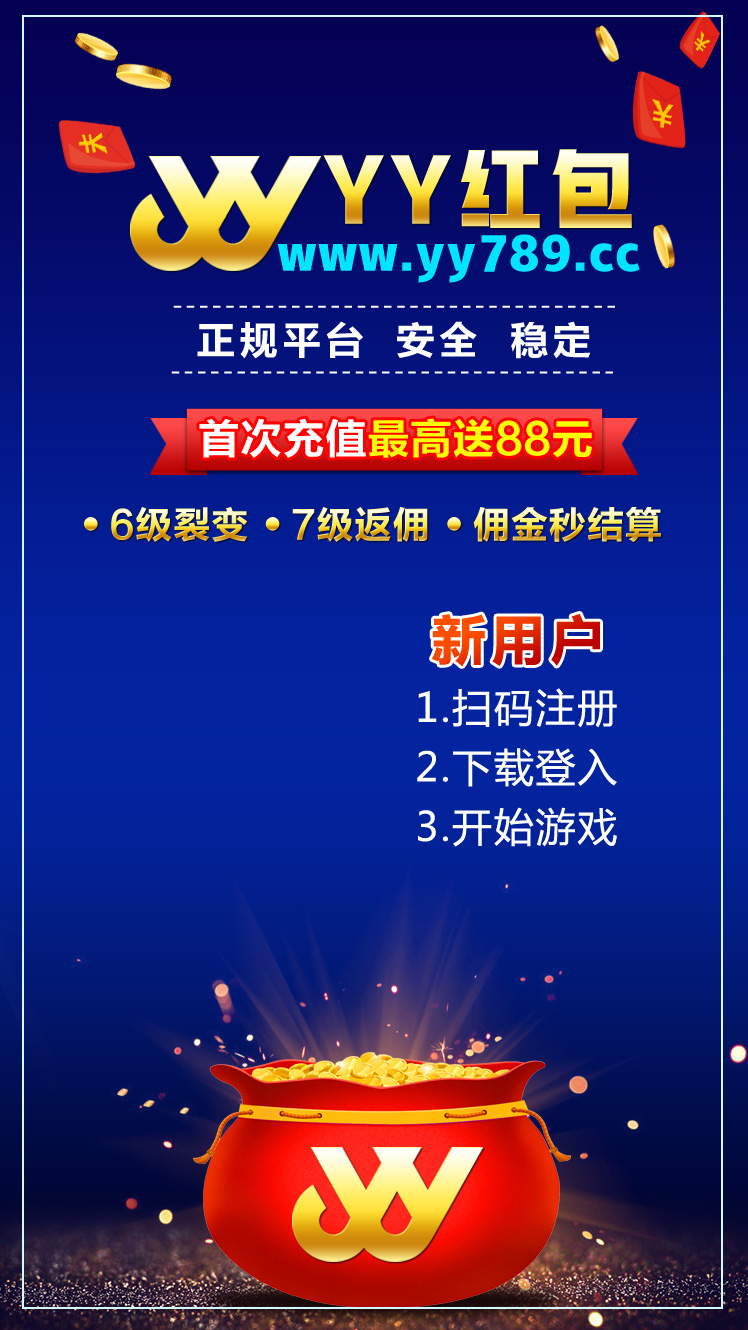 YY红包
www.yy789.cc
正规平台 安全 稳定
首次充值最高送88元
·6级裂变 ·7级返佣 ·佣金秒结算
新用户
1.扫码注册
2.下载登入
3.开始游戏